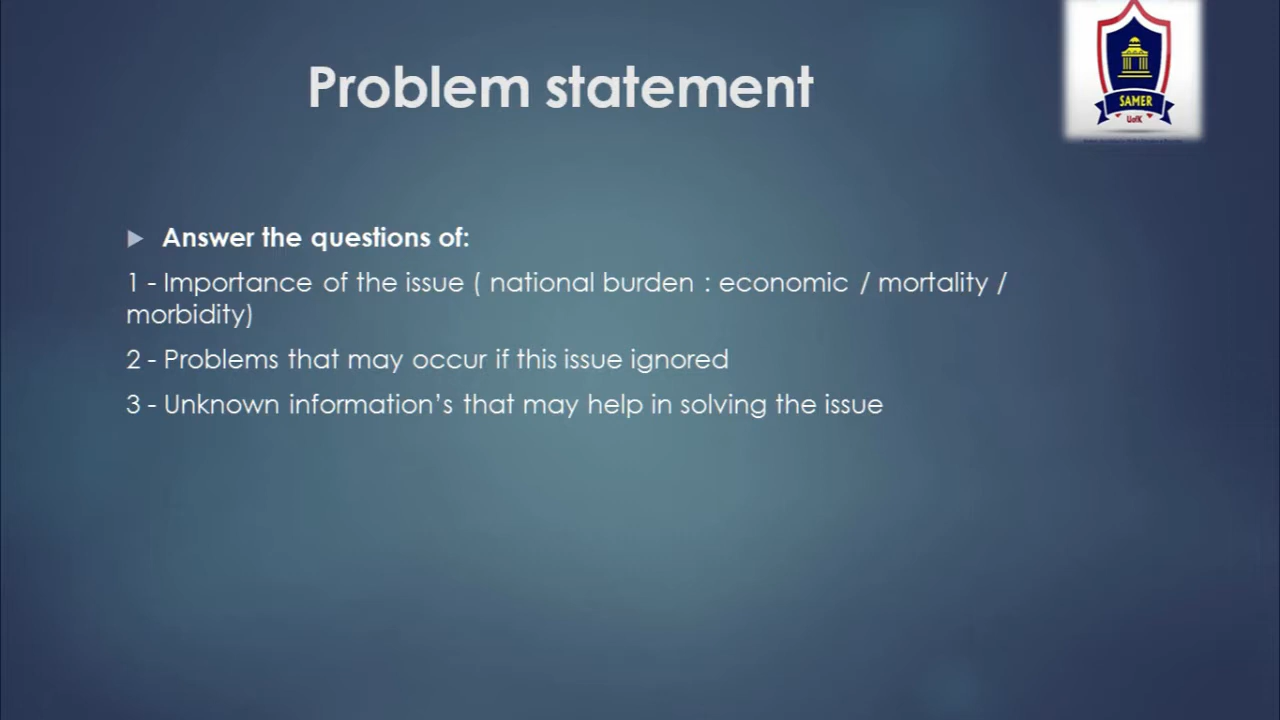 Problem statement
SAMER
UofK
Answer the questions of:
1 - Importance of the issue ( national burden : economic / mortality /
morbidity)
2 - Problems that may occur if this issue ignored
3 - Unknown information’s that may help in solving the issue